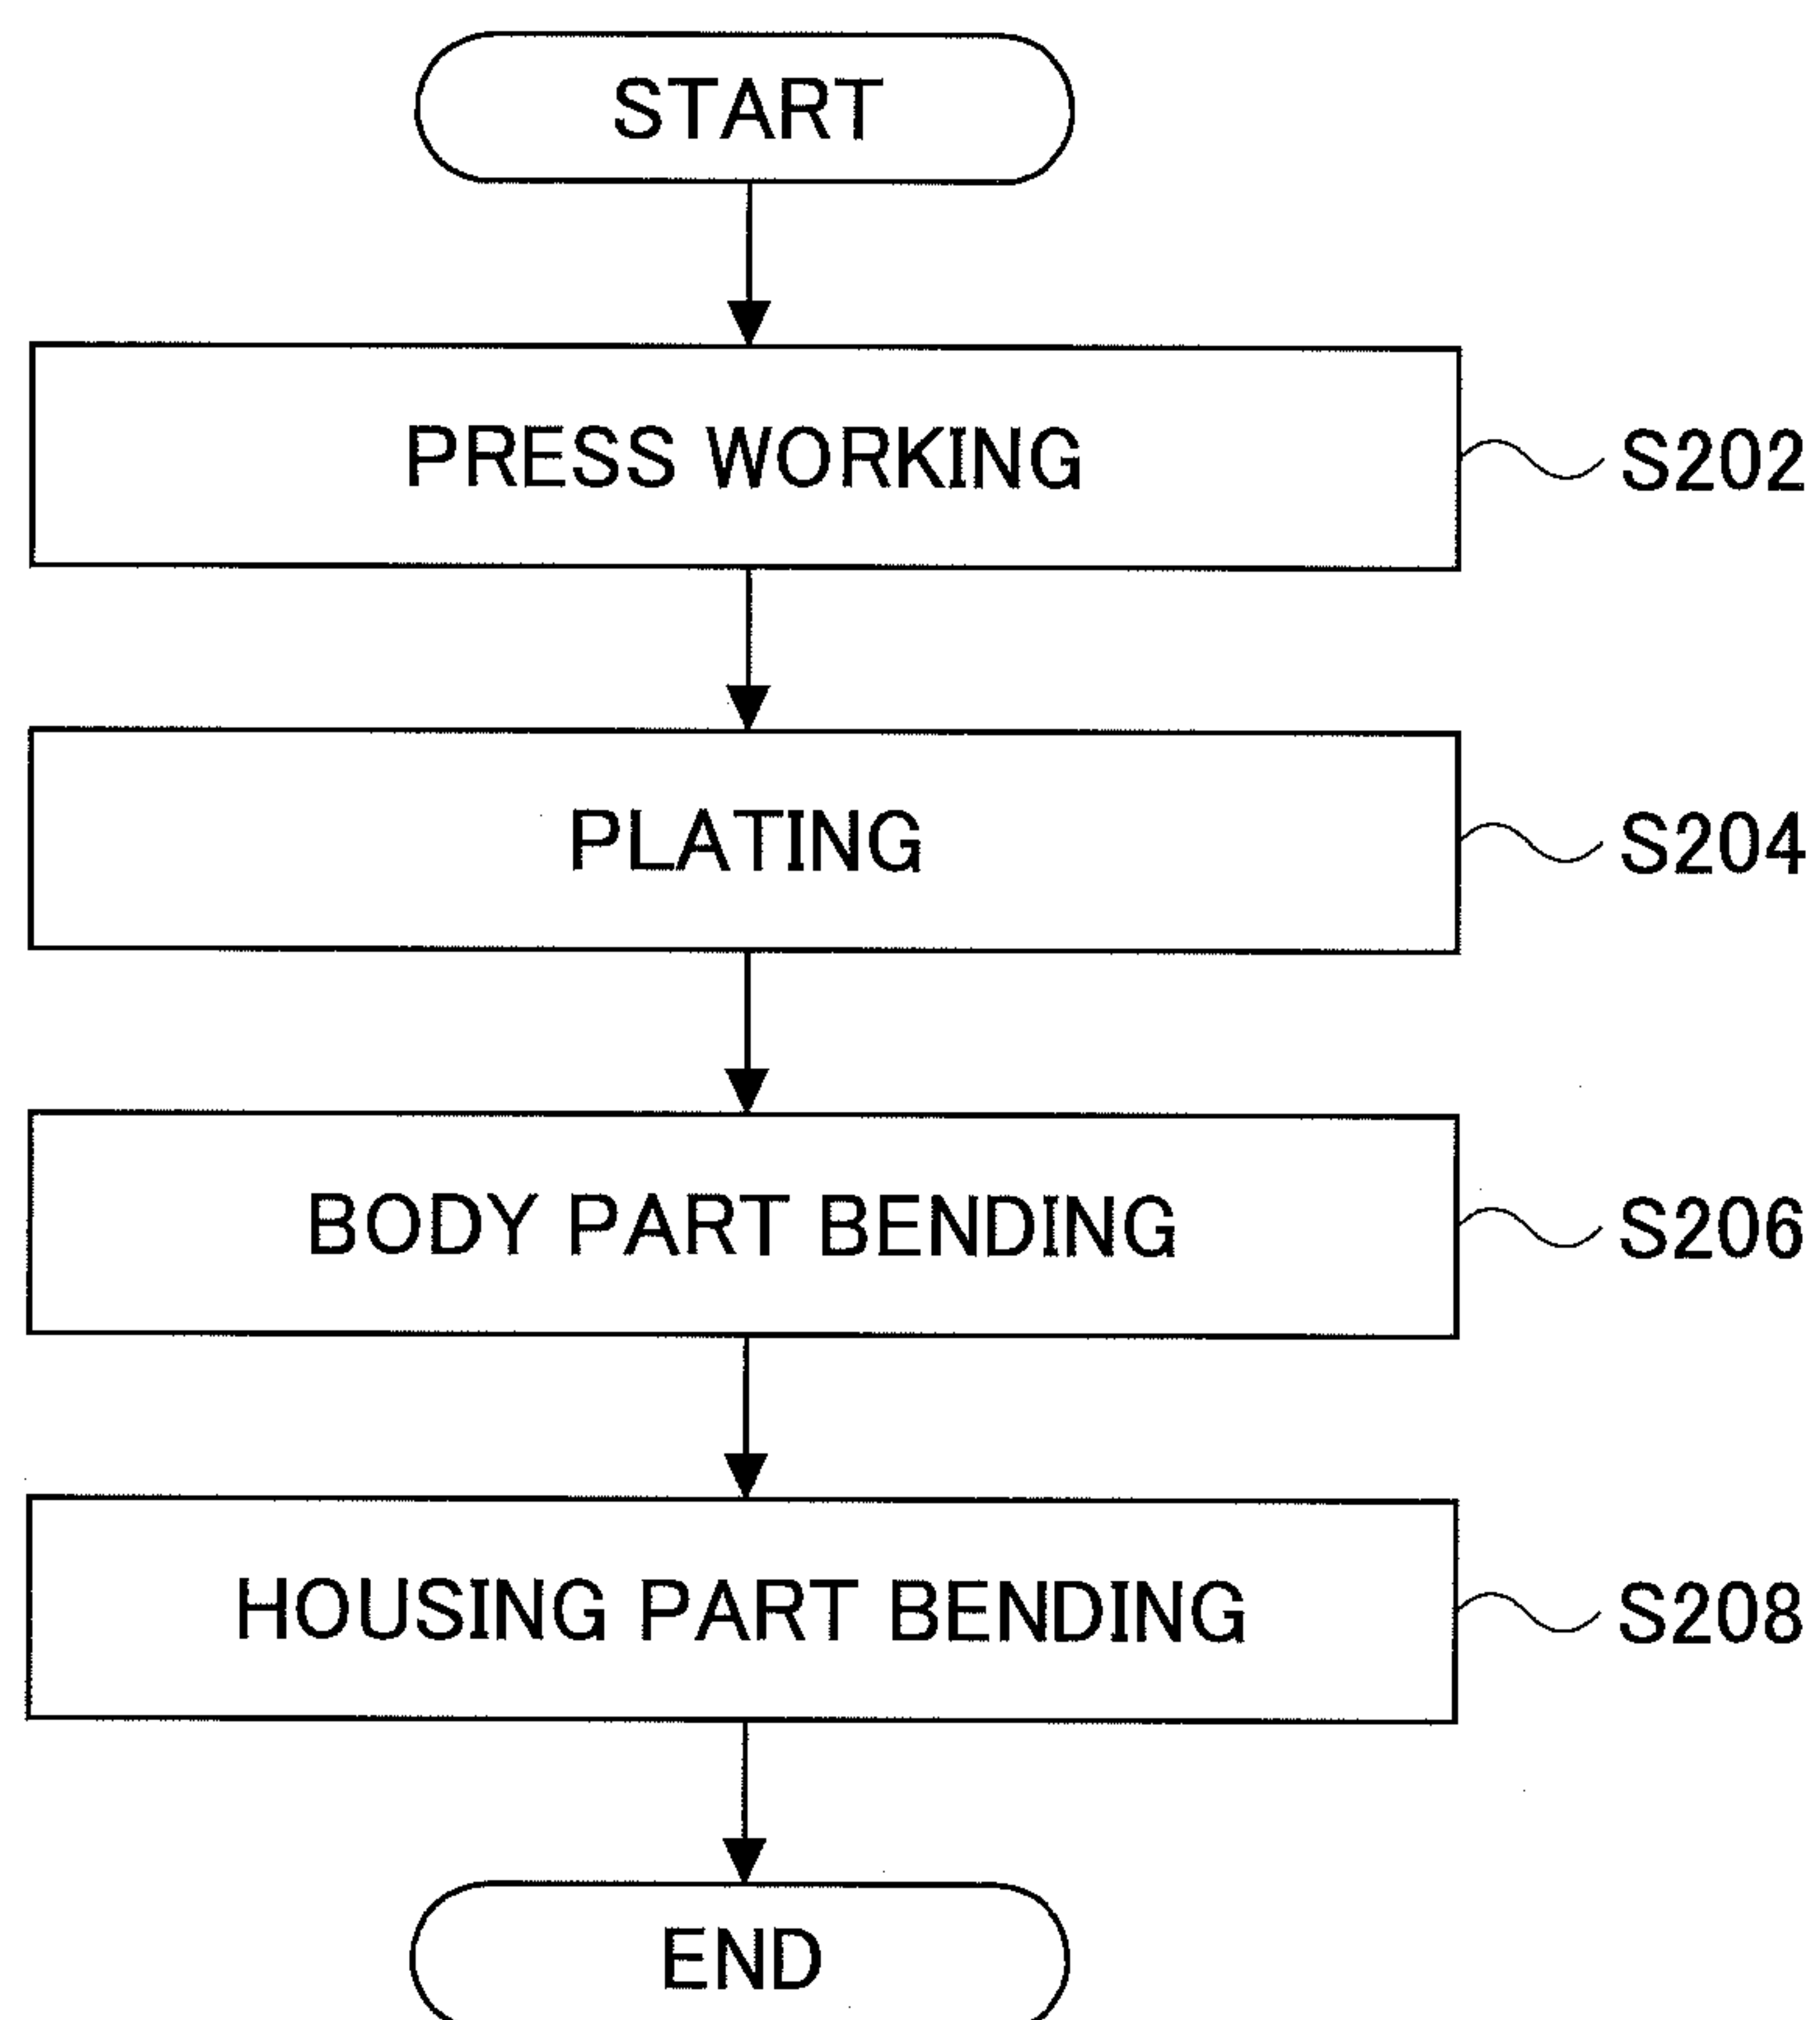 START
PRESS WORKING
S202
PLATING
S204
BODY PART BENDING
S206
HOUSING PART BENDING
S208
END